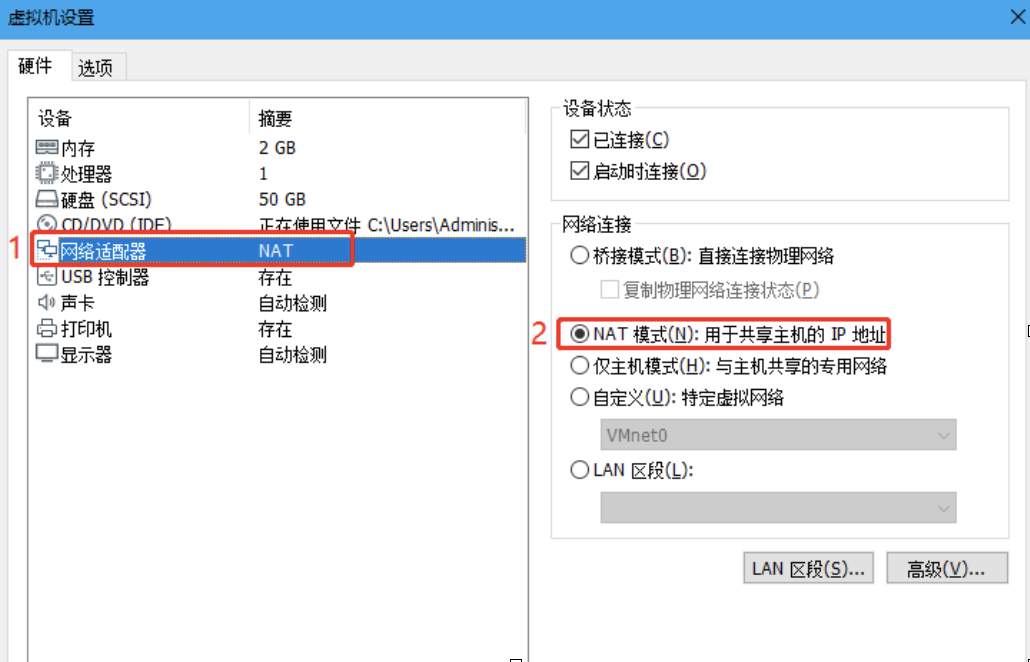 虚拟机设置
硬件 选项
设备 摘要
内存 2 GB
处理器 1
硬盘 (SCSI) 50 GB
CD/DVD (IDE) 正在使用文件 C:\Users\Adminis...
1 网络适配器 NAT
USB 控制器 存在
声卡 自动检测
打印机 存在
显示器 自动检测
设备状态
已连接(C)
启动时连接(O)
网络连接
桥接模式(B): 直接连接物理网络
复制物理网络连接状态(P)
2 NAT 模式(N): 用于共享主机的 IP 地址
仅主机模式(H): 与主机共享的专用网络
自定义(U): 特定虚拟网络
VMnet0
LAN 区段(L):
LAN 区段(S)... 高级(V)...